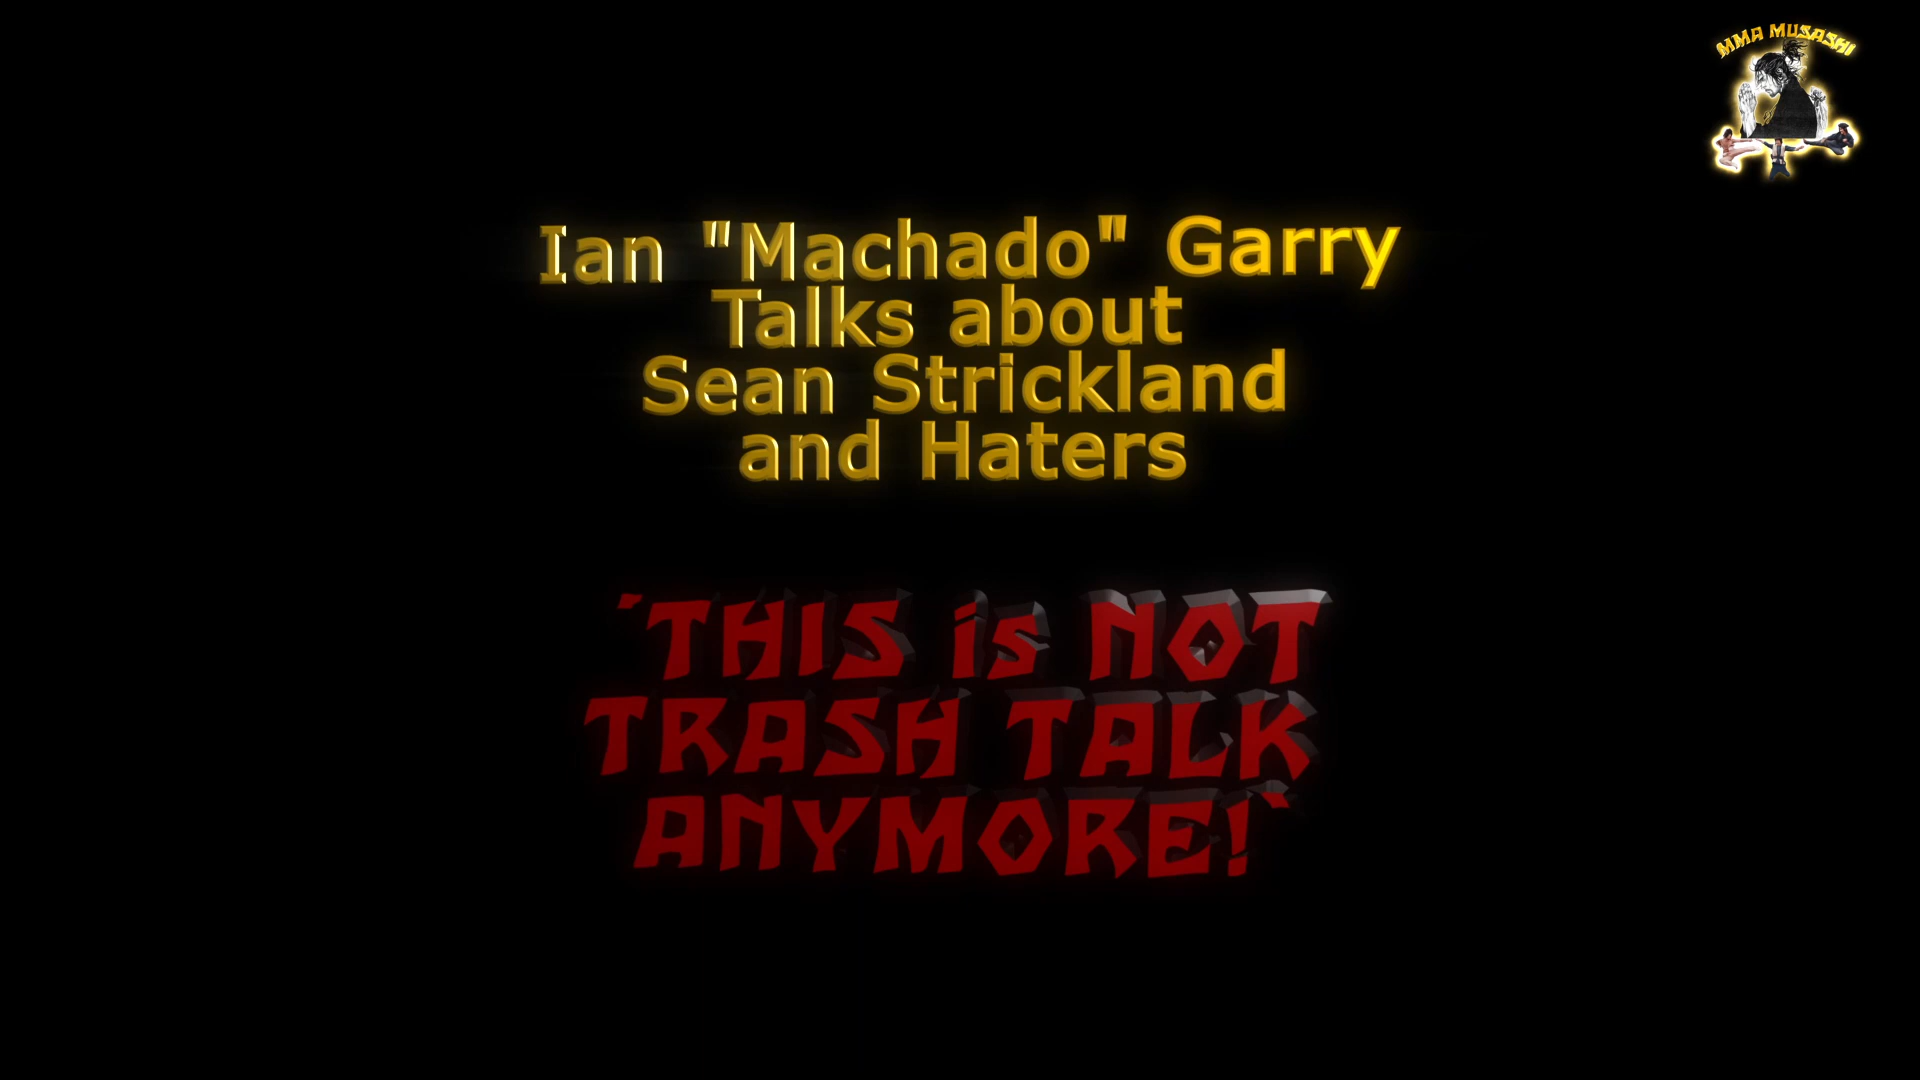 MMA MUSASHI
Ian "Machado" Garry
Talks about
Sean Strickland
and Haters
´THIS is NOT
TRASH TALK
ANYMORE!`